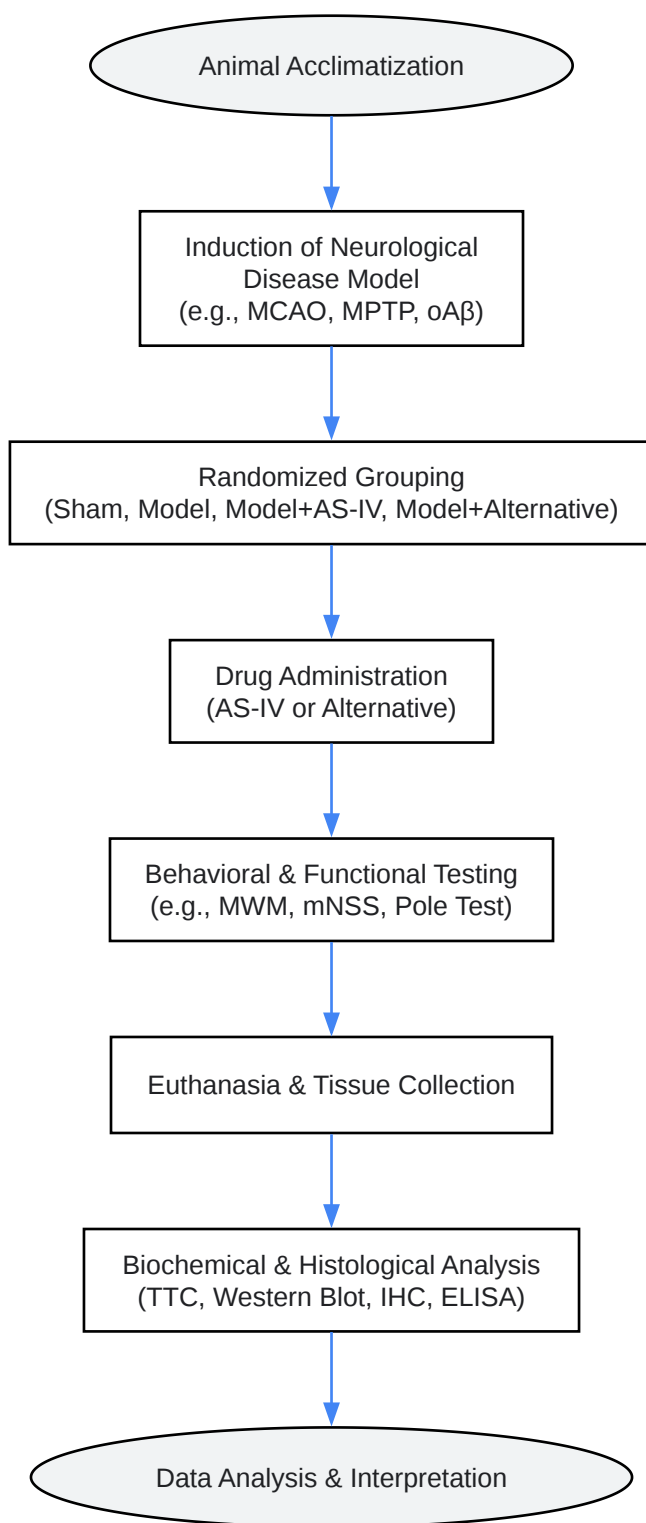 Animal Acclimatization
Induction of Neurological
Disease Model
(e.g., MCAO, MPTP, oAβ)
Randomized Grouping
(Sham, Model, Model+AS-IV, Model+Alternative)
Drug Administration
(AS-IV or Alternative)
Behavioral & Functional Testing
(e.g., MWM, mNSS, Pole Test)
Euthanasia & Tissue Collection
Biochemical & Histological Analysis
(TTC, Western Blot, IHC, ELISA)
Data Analysis & Interpretation